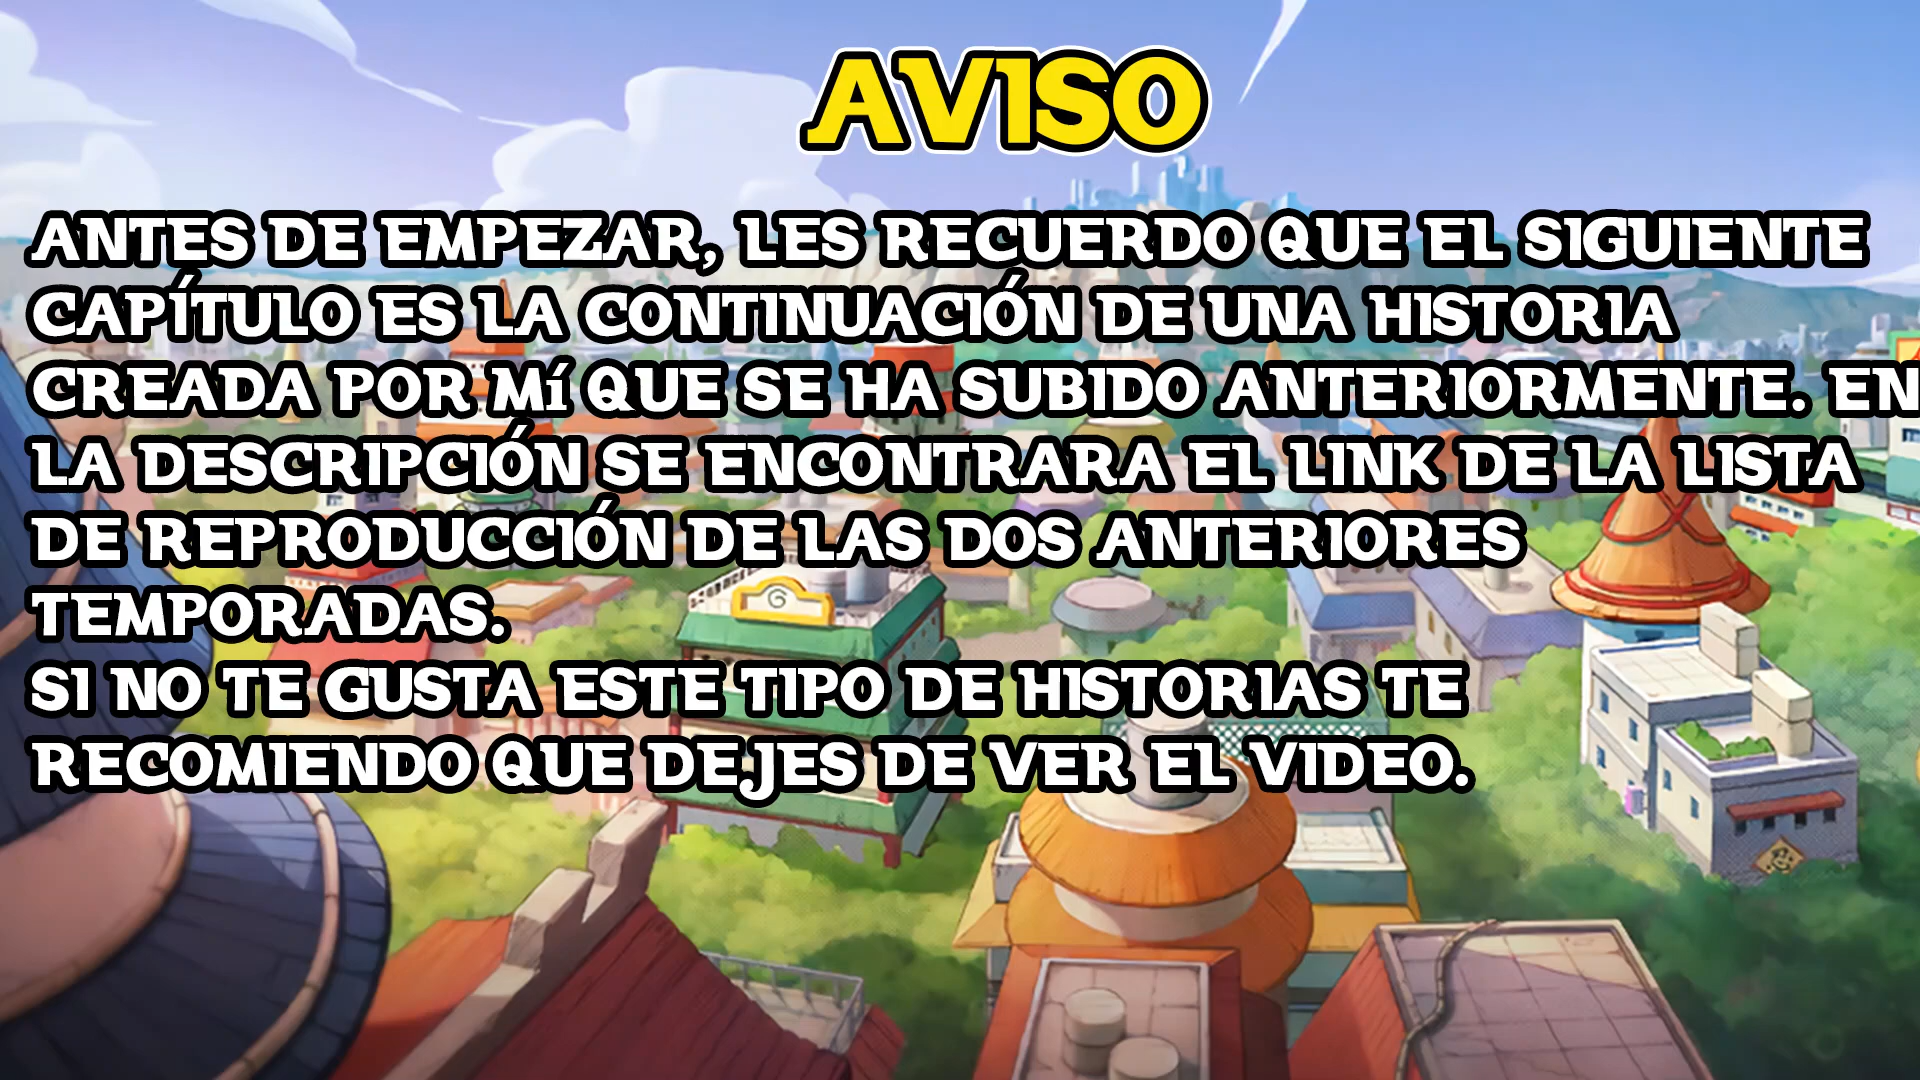 AVISO
ANTES DE EMPEZAR, LES RECUERDO QUE EL SIGUIENTE
CAPÍTULO ES LA CONTINUACIÓN DE UNA HISTORIA
CREADA POR Mí QUE SE HA SUBIDO ANTERIORMENTE. EN
LA DESCRIPCIÓN SE ENCONTRARA EL LINK DE LA LISTA
DE REPRODUCCIÓN DE LAS DOS ANTERIORES
TEMPORADAS.
SI NO TE GUSTA ESTE TIPO DE HISTORIAS TE
RECOMIENDO QUE DEJES DE VER EL VIDEO.